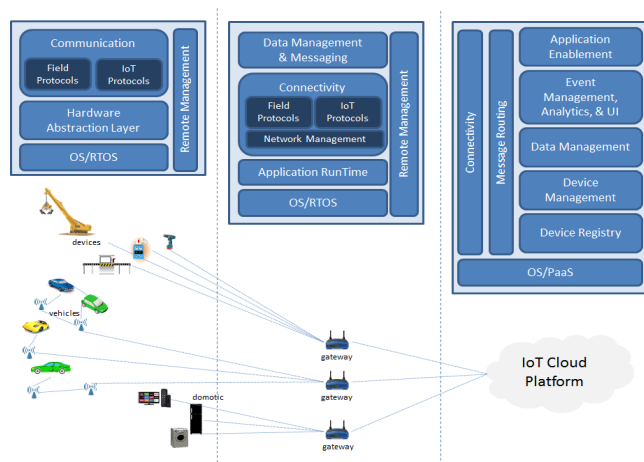 Communication
Field
Protocols
IoT
Protocols
Hardware
Abstraction Layer
OS/RTOS
Remote Management
Data Management
& Messaging
Connectivity
Field
Protocols
IoT
Protocols
Network Management
Application RunTime
OS/RTOS
Remote Management
Connectivity
Message Routing
Application
Enablement
Event
Management,
Analytics, & UI
Data Management
Device
Management
Device Registry
OS/PaaS
devices
vehicles
domotic
gateway
gateway
gateway
IoT Cloud
Platform